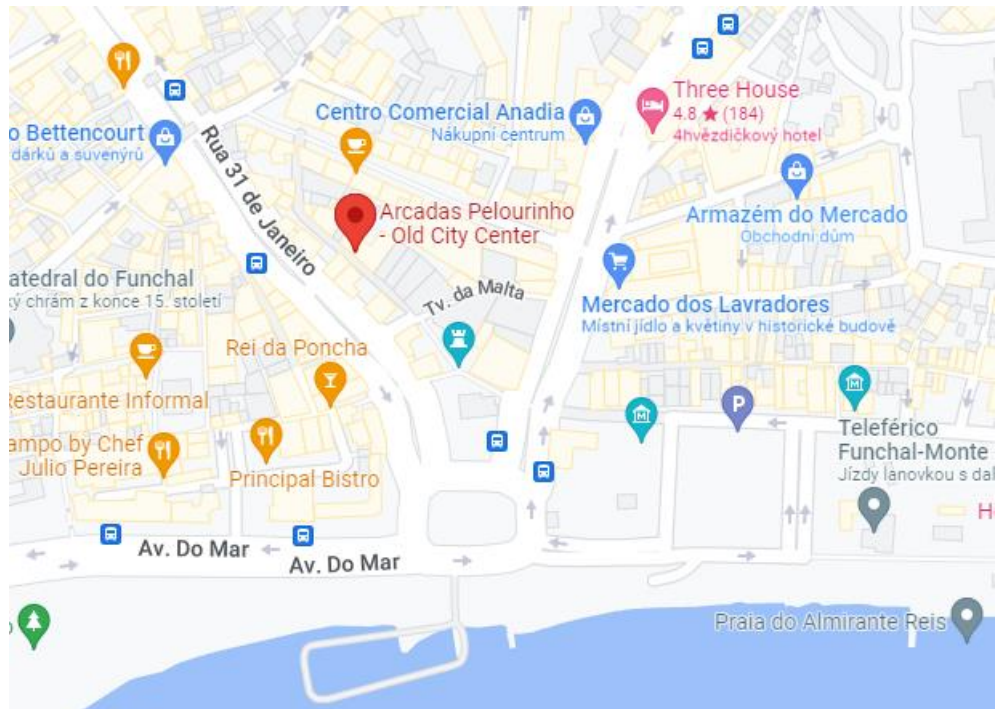 Three House
4.8 ★ (184)
4hvězdičkový hotel
Centro Comercial Anadia
Nákupní centrum
o Bettencourt
dárků a suvenýrů
Rua 31 de Janeiro
Arcadas Pelourinho
- Old City Center
Armazém do Mercado
Obchodní dům
atedral do Funchal
ký chrám z konce 15. století
Tv. da Malta
Mercado dos Lavradores
Místní jídlo a květiny v historické budově
Rei da Poncha
Restaurante Informal
P
ampo by Chef
Julio Pereira
Principal Bistro
Teleférico
Funchal-Monte
Jízdy lanovkou s dal
H
Av. Do Mar
Av. Do Mar
Praia do Almirante Reis